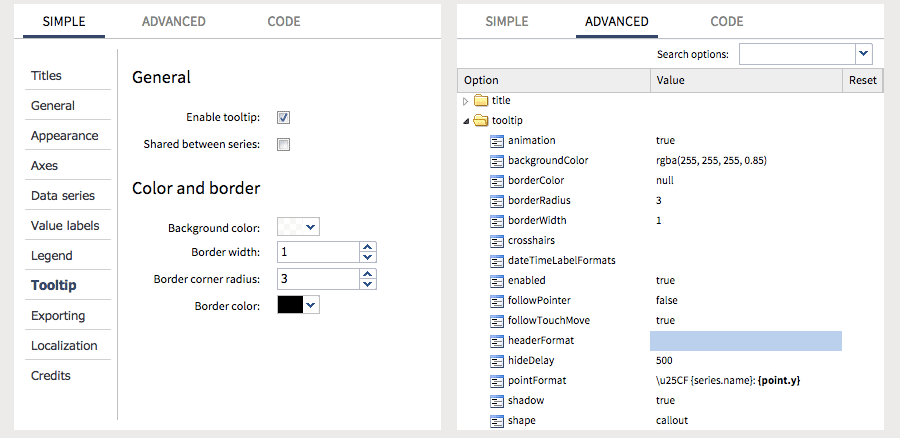 SIMPLE ADVANCED CODE
Titles
General
Appearance
Axes
Data series
Value labels
Legend
Tooltip
Exporting
Localization
Credits
General
Enable tooltip:
Shared between series:
Color and border
Background color:
Border width: 1
Border corner radius: 3
Border color:
SIMPLE ADVANCED CODE
Search options:
Option Value Reset
title
tooltip
animation true
backgroundColor rgba(255, 255, 255, 0.85)
borderColor null
borderRadius 3
borderWidth 1
crosshairs
dateTimeLabelFormats
enabled true
followPointer false
followTouchMove true
headerFormat
hideDelay 500
pointFormat \u25CF {series.name}: {point.y}
shadow true
shape callout